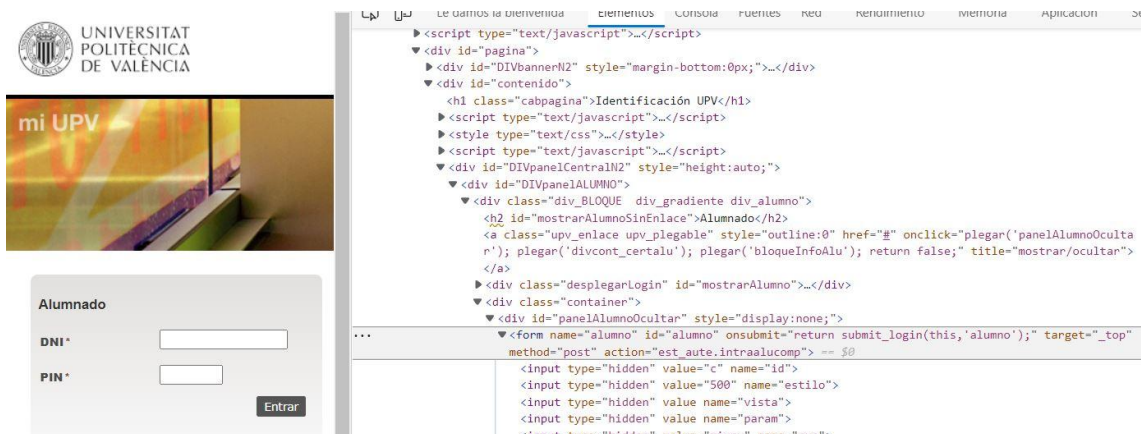 UNIVERSITAT
POLITÈCNICA
DE VALÈNCIA
mi UPV
Alumnado
DNI*
PIN*
Entrar
Le damos la bienvenida Elementos Consola Fuentes Red Rendimiento Memoria Aplicación
<script type="text/javascript">…</script>
<div id="pagina">
<div id="DIVbannerN2" style="margin-bottom:0px;">…</div>
<div id="contenido">
<h1 class="cabpagina">Identificación UPV</h1>
<script type="text/javascript">…</script>
<style type="text/css">…</style>
<script type="text/javascript">…</script>
<div id="DIVpanelCentralN2" style="height:auto;">
<div id="DIVpanelALUMNO">
<div class="div_BLOQUE div_gradiente div_alumno">
<h2 id="mostrarAlumnoSinEnlace">Alumnado</h2>
<a class="upv_enlace upv_plegable" style="outline:0" href="#" onclick="plegar('panelAlumnoOculta
r'); plegar('divcont_certalu'); plegar('bloqueInfoAlu'); return false;" title="mostrar/ocultar">
</a>
<div class="desplegarLogin" id="mostrarAlumno">…</div>
<div class="container">
<div id="panelAlumnoOcultar" style="display:none;">
... <form name="alumno" id="alumno" onsubmit="return submit_login(this,'alumno');" target="_top"
method="post" action="est_aute.intraalucomp"> == $0
<input type="hidden" value="c" name="id">
<input type="hidden" value="500" name="estilo">
<input type="hidden" value name="vista">
<input type="hidden" value name="param">